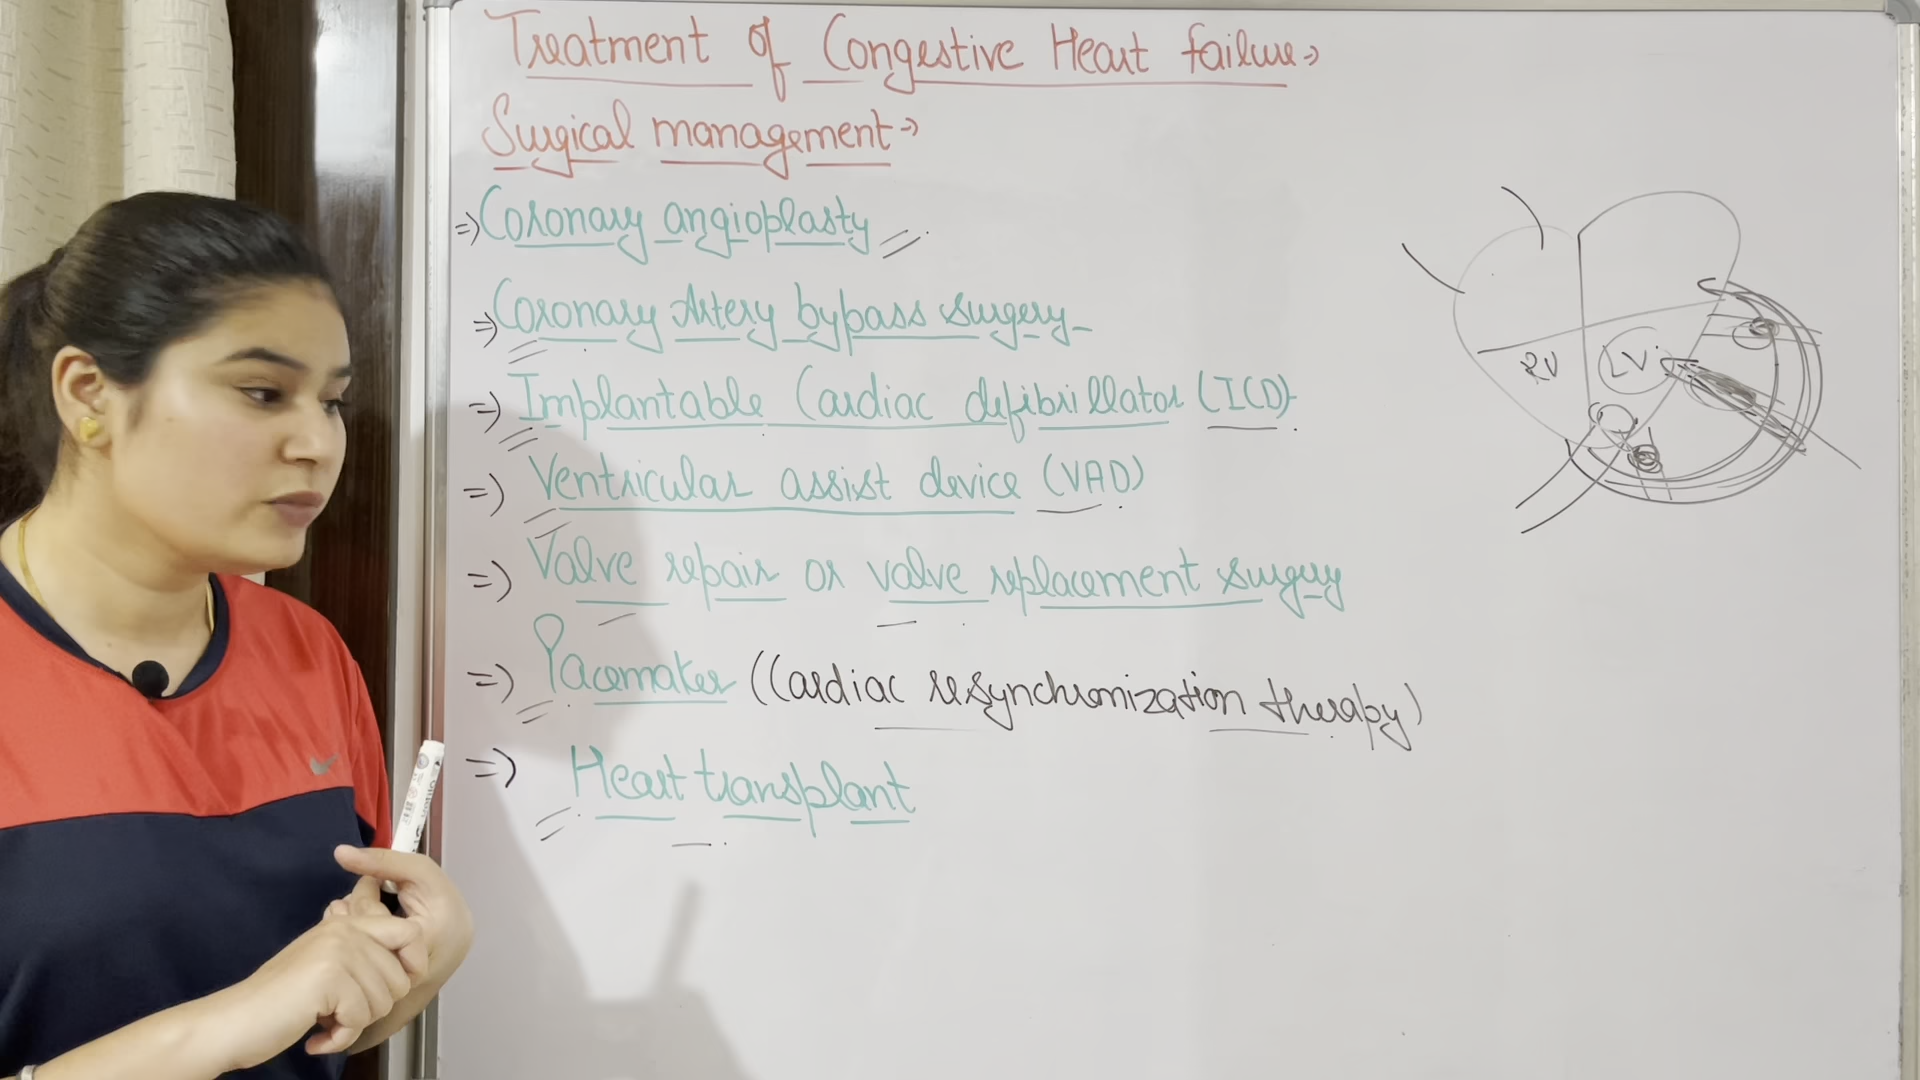 Treatment of Congestive Heart failure⇒
Surgical management⇒
⇒ Coronary angioplasty
⇒ Coronary Artery bypass surgery
⇒ Implantable Cardiac defibrillator (ICD)
⇒ Ventricular assist device (VAD)
⇒ Valve repair or valve replacement surgery
⇒ Pacemaker (Cardiac resynchronization therapy)
⇒ Heart transplant
RV LV